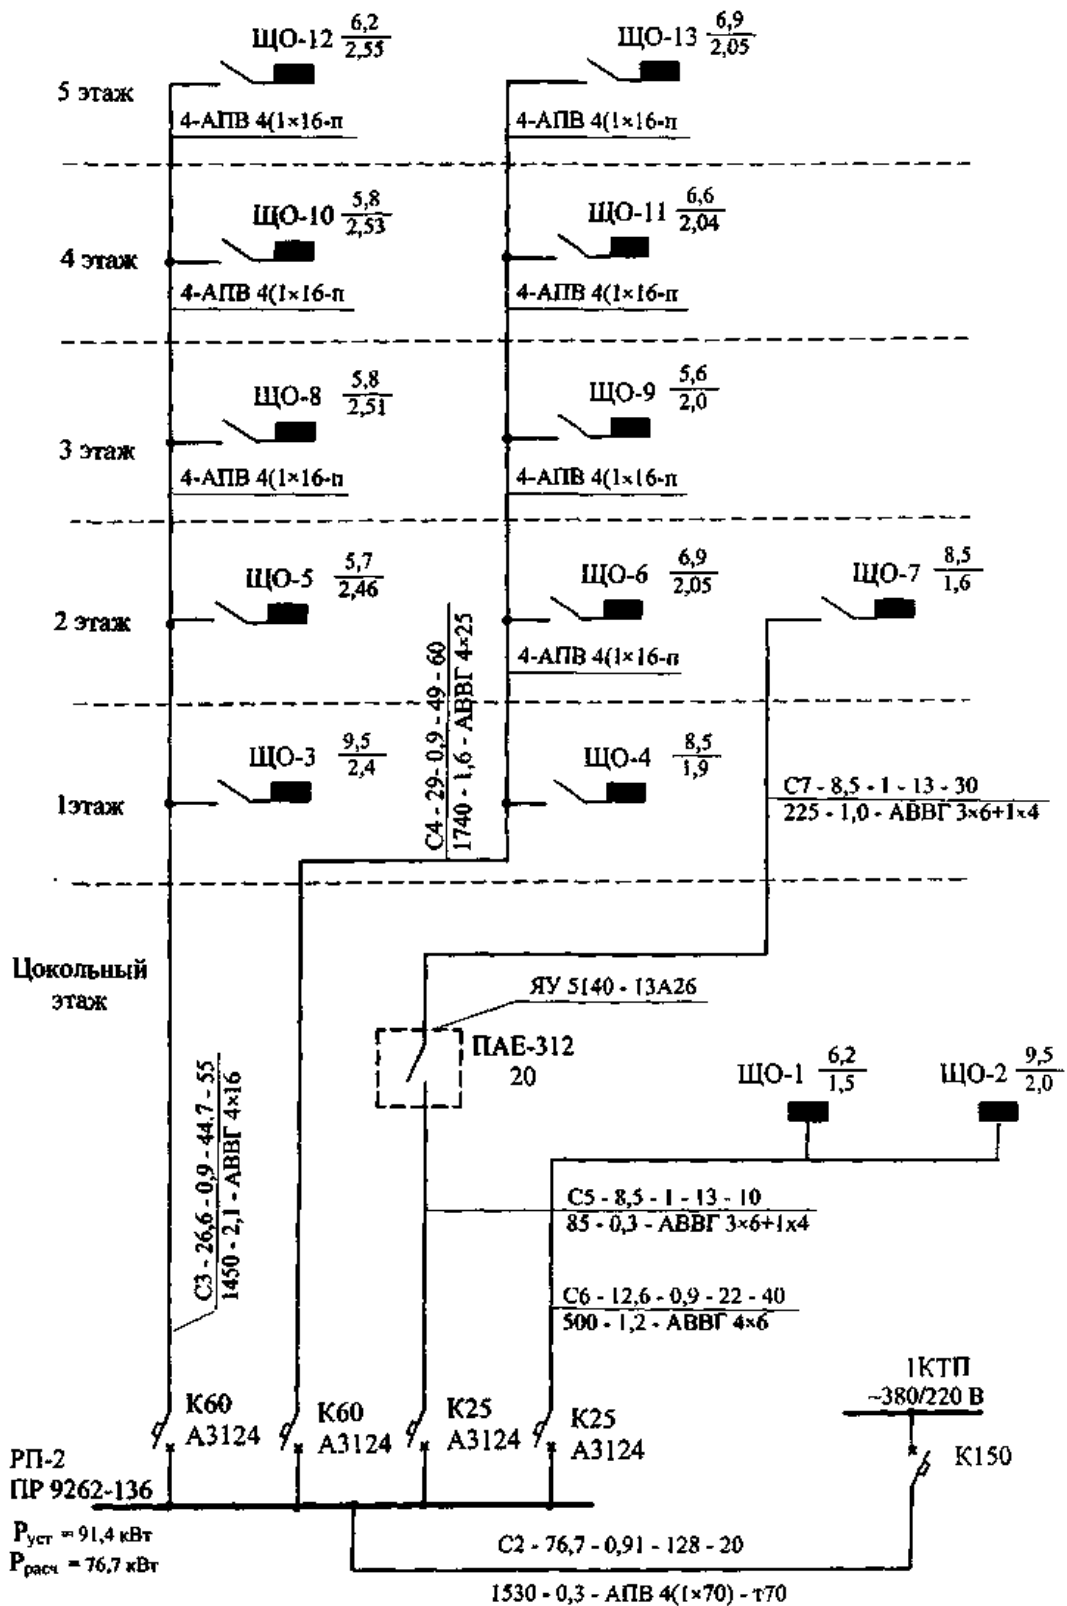 ЩО-12 6,2
2,55
ЩО-13 6,9
2,05
5 этаж
4-АПВ 4(1×16-п
4-АПВ 4(1×16-п
ЩО-10 5,8
2,53
ЩО-11 6,6
2,04
4 этаж
4-АПВ 4(1×16-п
4-АПВ 4(1×16-п
ЩО-8 5,8
2,51
ЩО-9 5,6
2,0
3 этаж
4-АПВ 4(1×16-п
4-АПВ 4(1×16-п
ЩО-5 5,7
2,46
ЩО-6 6,9
2,05
ЩО-7 8,5
1,6
2 этаж
4-АПВ 4(1×16-п
С4 - 29- 0,9 - 49 - 60
1740 - 1,6 - АВВГ 4×25
ЩО-3 9,5
2,4
ЩО-4 8,5
1,9
1этаж
С7 - 8,5 - 1 - 13 - 30
225 - 1,0 - АВВГ 3×6+1×4
Цокольный
этаж
ЯУ 5140 - 13А26
ПАЕ-312
20
ЩО-1 6,2
1,5
ЩО-2 9,5
2,0
С3 - 26,6 - 0,9 - 44,7 - 55
1450 - 2,1 - АВВГ 4×16
С5 - 8,5 - 1 - 13 - 10
85 - 0,3 - АВВГ 3×6+1х4
С6 - 12,6 - 0,9 - 22 - 40
500 - 1,2 - АВВГ 4×6
1КТП
~380/220 В
К60
А3124
К60
А3124
К25
А3124
К25
А3124
К150
РП-2
ПР 9262-136
Руст = 91,4 кВт
Ррасч = 76,7 кВт
С2 - 76,7 - 0,91 - 128 - 20
1530 - 0,3 - АПВ 4(1×70) - т70